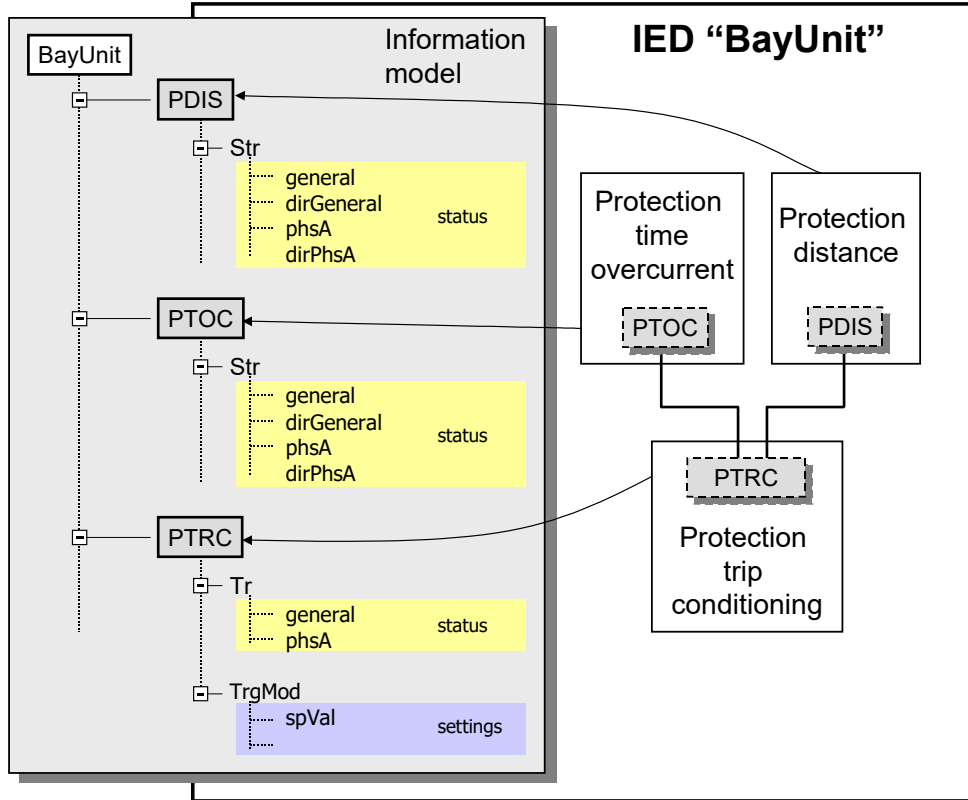 IED “BayUnit”
Information
model
BayUnit
PDIS
Str
general
dirGeneral
phsA
dirPhsA
status
PTOC
Str
general
dirGeneral
phsA
dirPhsA
status
PTRC
Tr
general
phsA
status
TrgMod
spVal
settings
Protection
time
overcurrent
PTOC
Protection
distance
PDIS
PTRC
Protection
trip
conditioning